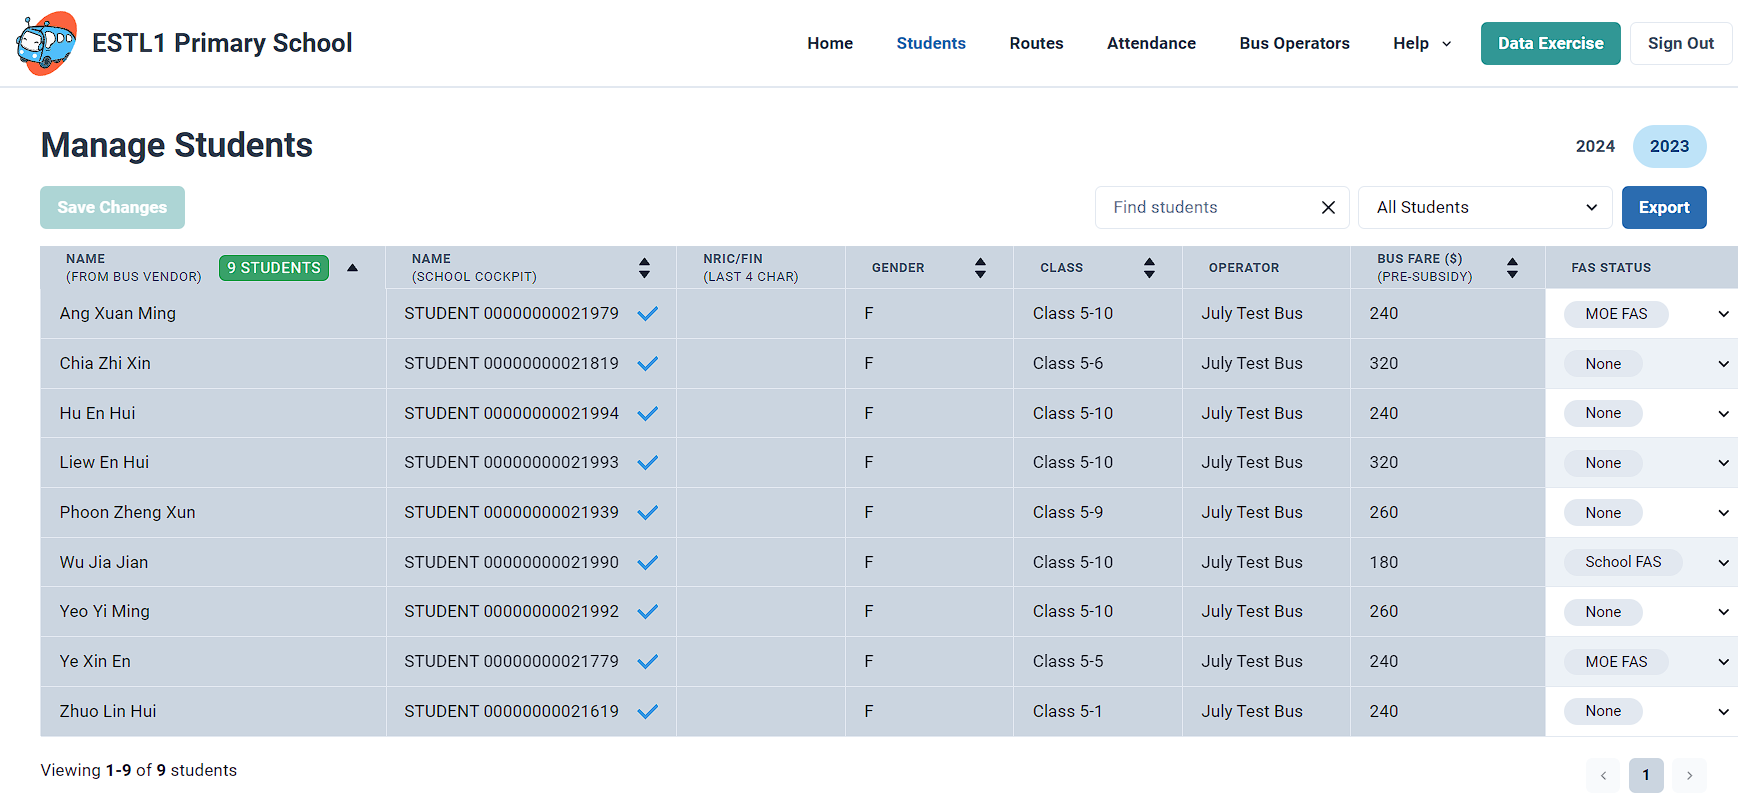 ESTL1 Primary School
Home Students Routes Attendance Bus Operators Help Data Exercise Sign Out
Manage Students
2024 2023
Save Changes
Find students All Students Export
NAME (FROM BUS VENDOR) 9 STUDENTS NAME (SCHOOL COCKPIT) NRIC/FIN (LAST 4 CHAR) GENDER CLASS OPERATOR BUS FARE ($) (PRE-SUBSIDY) FAS STATUS
Ang Xuan Ming STUDENT 00000000021979 F Class 5-10 July Test Bus 240 MOE FAS
Chia Zhi Xin STUDENT 00000000021819 F Class 5-6 July Test Bus 320 None
Hu En Hui STUDENT 00000000021994 F Class 5-10 July Test Bus 240 None
Liew En Hui STUDENT 00000000021993 F Class 5-10 July Test Bus 320 None
Phoon Zheng Xun STUDENT 00000000021939 F Class 5-9 July Test Bus 260 None
Wu Jia Jian STUDENT 00000000021990 F Class 5-10 July Test Bus 180 School FAS
Yeo Yi Ming STUDENT 00000000021992 F Class 5-10 July Test Bus 260 None
Ye Xin En STUDENT 00000000021779 F Class 5-5 July Test Bus 240 MOE FAS
Zhuo Lin Hui STUDENT 00000000021619 F Class 5-1 July Test Bus 240 None
Viewing 1-9 of 9 students
1